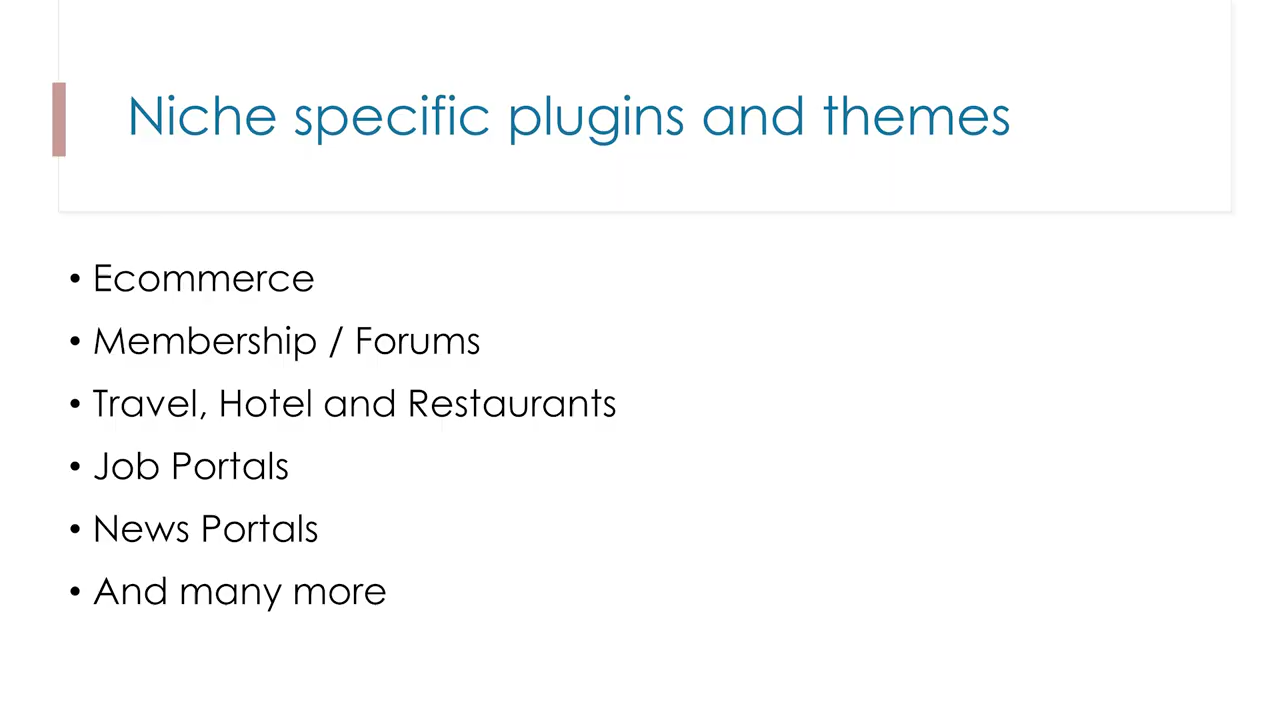 Niche specific plugins and themes
• Ecommerce
• Membership / Forums
• Travel, Hotel and Restaurants
• Job Portals
• News Portals
• And many more